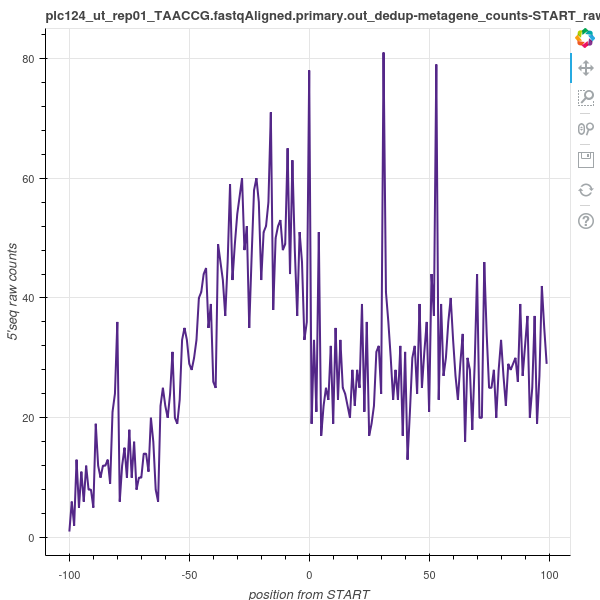 plc124_ut_rep01_TAACCG.fastqAligned.primary.out_dedup-metagene_counts-START_raw
80
60
40
20
0
5'seq raw counts
-100 -50 0 50 100
position from START